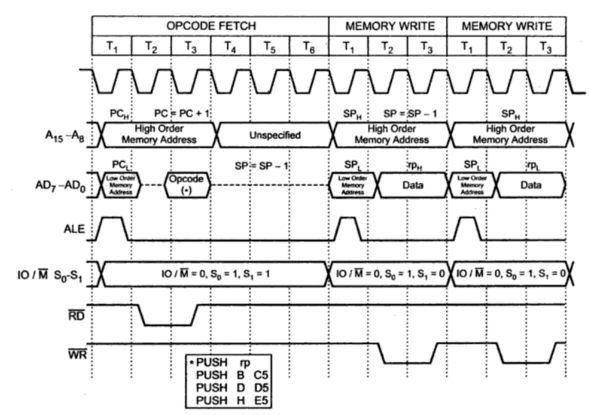 OPCODE FETCH MEMORY WRITE MEMORY WRITE
T1 T2 T3 T4 T5 T6 T1 T2 T3 T1 T2 T3
PCH PC = PC + 1 SPH SP = SP – 1 SPH
A15 –A8 High Order Memory Address Unspecified High Order Memory Address High Order Memory Address
PCL SP = SP – 1 SPL rpH SPL rpL
AD7–AD0 Low Order Memory Address Opcode (•) Low Order Memory Address Data Low Order Memory Address Data
ALE
IO / M̅ S0-S1 IO / M̅ = 0, S0 = 1, S1 = 1 IO / M̅ = 0, S0 = 1, S1 = 0 IO / M̅ = 0, S0 = 1, S1 = 0
R̅D̅
W̅R̅
• PUSH rp
PUSH B C5
PUSH D D5
PUSH H E5